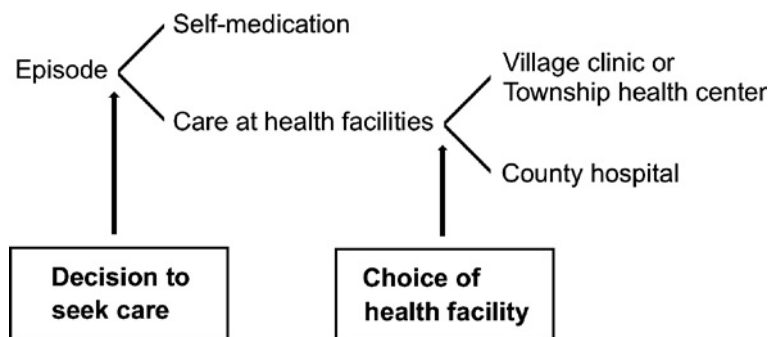 Self-medication
Episode
Care at health facilities
Village clinic or
Township health center
County hospital
Decision to
seek care
Choice of
health facility